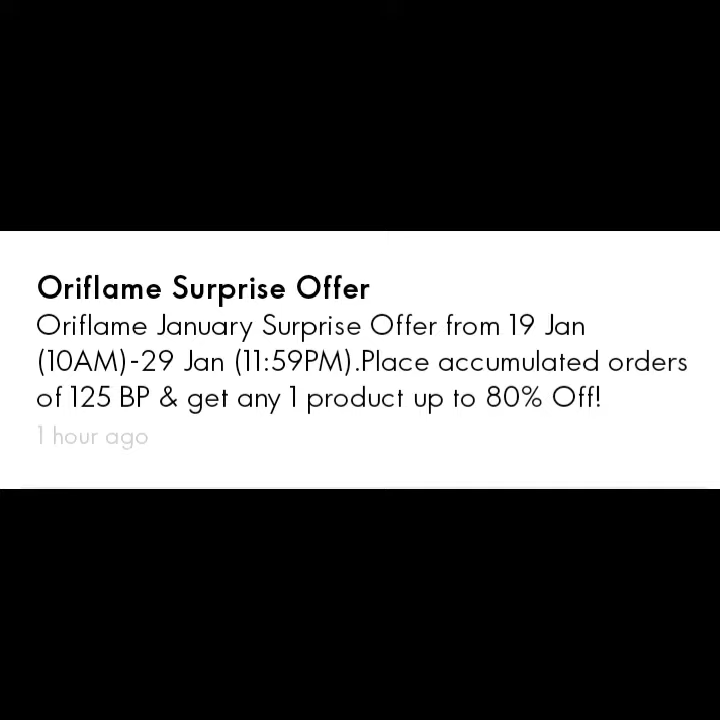 Oriflame Surprise Offer
Oriflame January Surprise Offer from 19 Jan
(10AM)-29 Jan (11:59PM).Place accumulated orders
of 125 BP & get any 1 product up to 80% Off!
1 hour ago